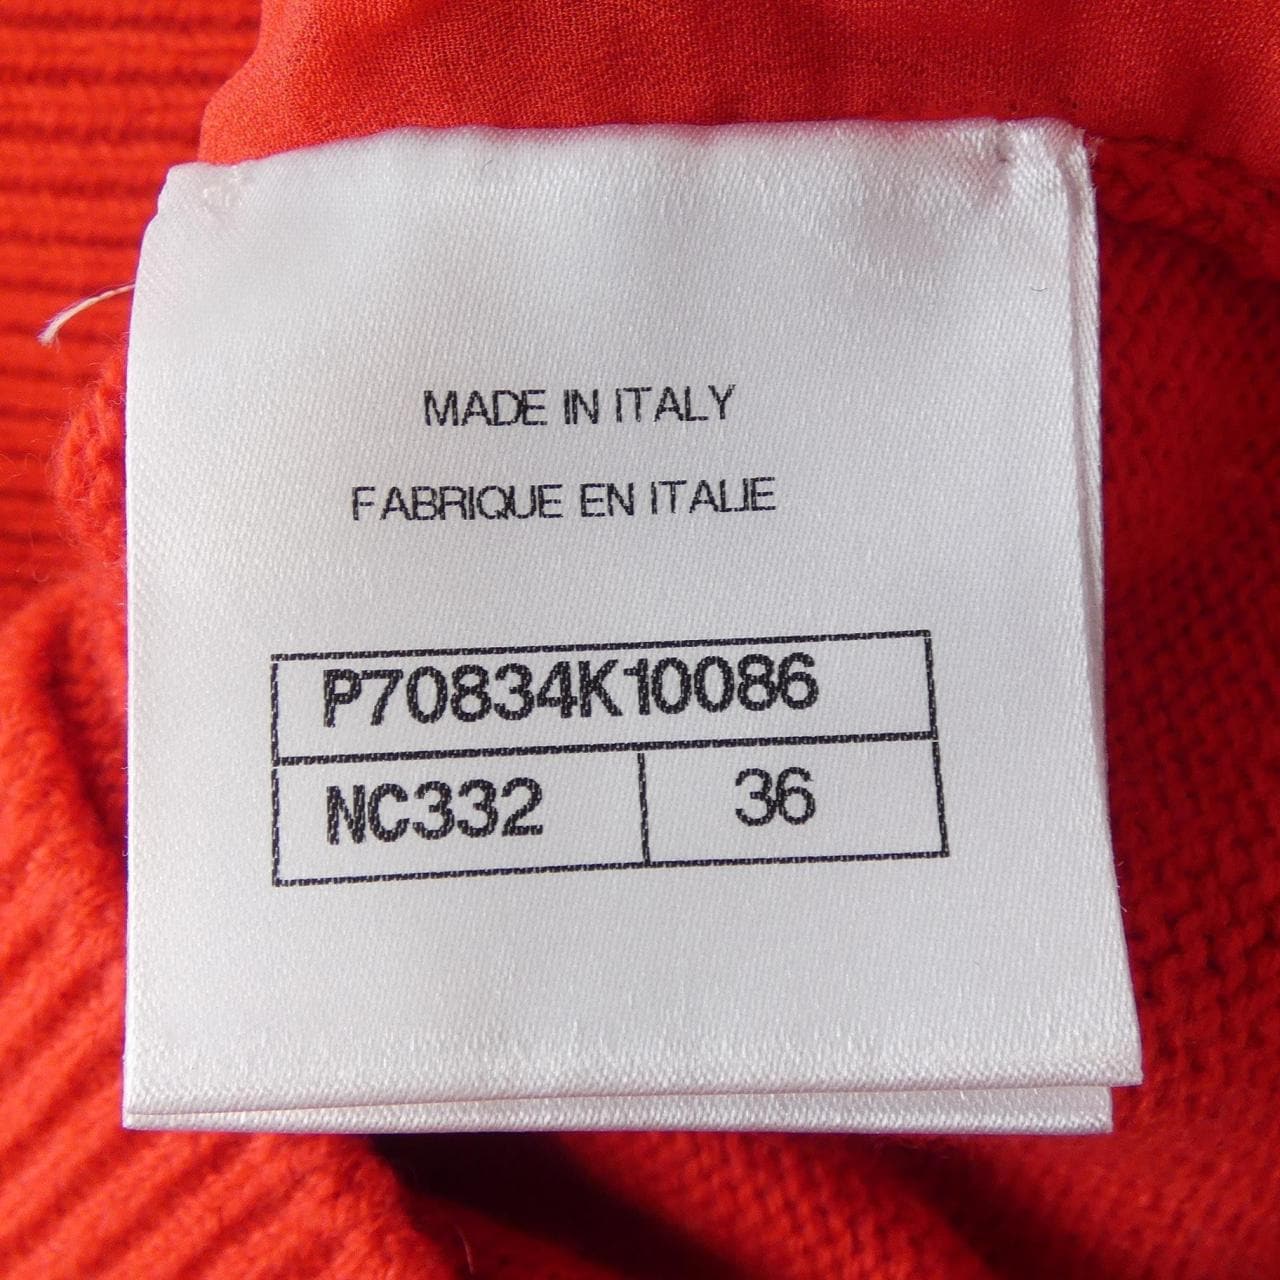 MADE IN ITALY
FABRIQUE EN ITALIE
P70834K10086
NC332 36